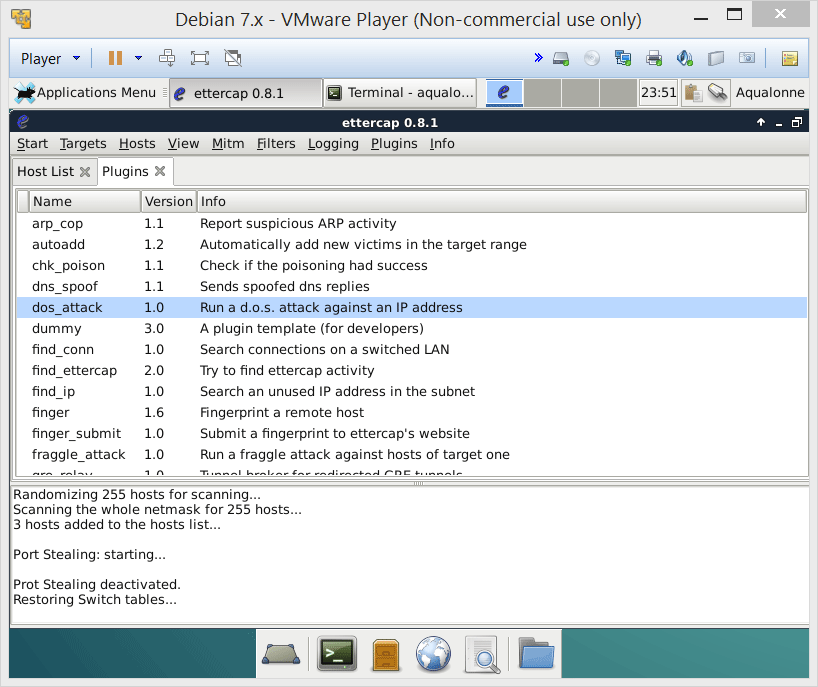 Debian 7.x - VMware Player (Non-commercial use only)
Player
Applications Menu ettercap 0.8.1 Terminal - aqualo... 23:51 Aqualonne
ettercap 0.8.1
Start Targets Hosts View Mitm Filters Logging Plugins Info
Host List Plugins
Name Version Info
arp_cop 1.1 Report suspicious ARP activity
autoadd 1.2 Automatically add new victims in the target range
chk_poison 1.1 Check if the poisoning had success
dns_spoof 1.1 Sends spoofed dns replies
dos_attack 1.0 Run a d.o.s. attack against an IP address
dummy 3.0 A plugin template (for developers)
find_conn 1.0 Search connections on a switched LAN
find_ettercap 2.0 Try to find ettercap activity
find_ip 1.0 Search an unused IP address in the subnet
finger 1.6 Fingerprint a remote host
finger_submit 1.0 Submit a fingerprint to ettercap's website
fraggle_attack 1.0 Run a fraggle attack against hosts of target one
gre_relay 1.0 Tunnel broker for redirected GRE tunnels
Randomizing 255 hosts for scanning...
Scanning the whole netmask for 255 hosts...
3 hosts added to the hosts list...
Port Stealing: starting...
Prot Stealing deactivated.
Restoring Switch tables...